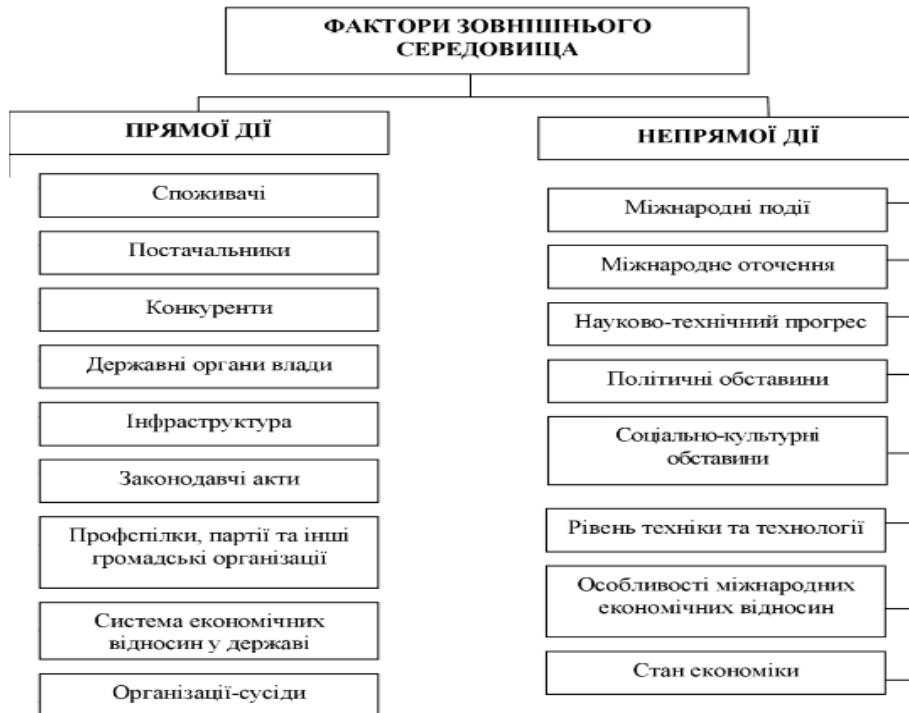 ФАКТОРИ ЗОВНІШНЬОГО
СЕРЕДОВИЩА
ПРЯМОЇ ДІЇ
Споживачі
Постачальники
Конкуренти
Державні органи влади
Інфраструктура
Законодавчі акти
Профспілки, партії та інші
громадські організації
Система економічних
відносин у державі
Організації-сусіди
НЕПРЯМОЇ ДІЇ
Міжнародні події
Міжнародне оточення
Науково-технічний прогрес
Політичні обставини
Соціально-культурні
обставини
Рівень техніки та технології
Особливості міжнародних
економічних відносин
Стан економіки